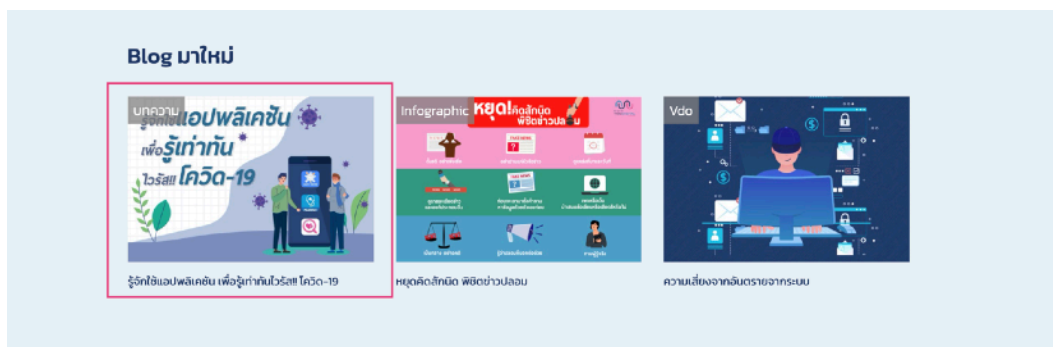 Blog มาใหม่
บทความ
รู้จักใช้แอปพลิเคชัน
เพื่อรู้เท่าทัน
ไวรัส!! โควิด-19
รู้จักใช้แอปพลิเคชัน เพื่อรู้เท่าทันไวรัส!! โควิด-19
Infographic
หยุด!คิดสักนิด
พิชิตข่าวปลอม
FAKE NEWS
FAKE NEWS
หยุดคิดสักนิด พิชิตข่าวปลอม
Vdo
ความเสี่ยงจากอันตรายจากระบบ